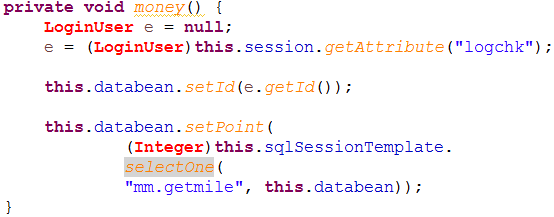 private void money() {
LoginUser e = null;
e = (LoginUser)this.session.getAttribute("logchk");
this.databean.setId(e.getId());
this.databean.setPoint(
(Integer)this.sqlSessionTemplate.
selectOne(
"mm.getmile", this.databean));
}